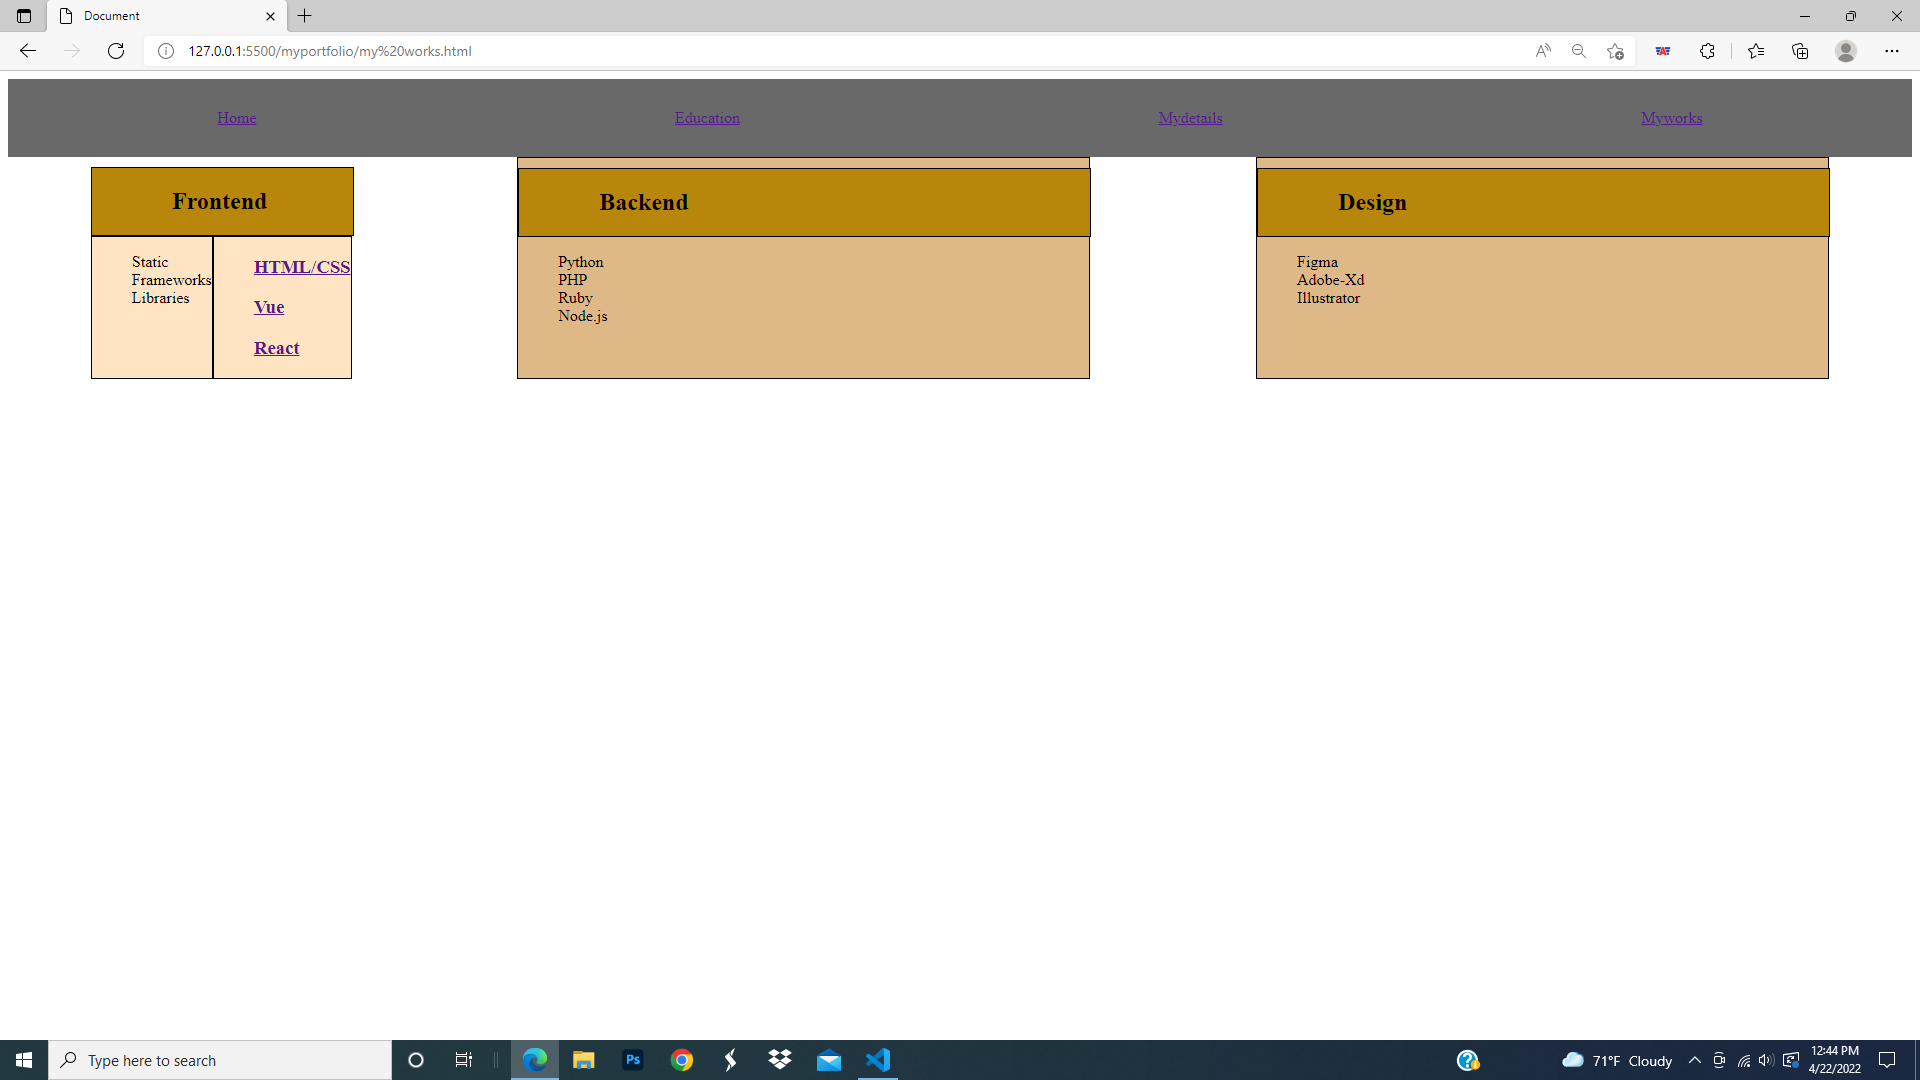 Document
127.0.0.1:5500/myportfolio/my%20works.html
Home Education Mydetails Myworks
Frontend
Static
Frameworks
Libraries
HTML/CSS
Vue
React
Backend
Python
PHP
Ruby
Node.js
Design
Figma
Adobe-Xd
Illustrator
Type here to search
Ps
71°F Cloudy
12:44 PM
4/22/2022